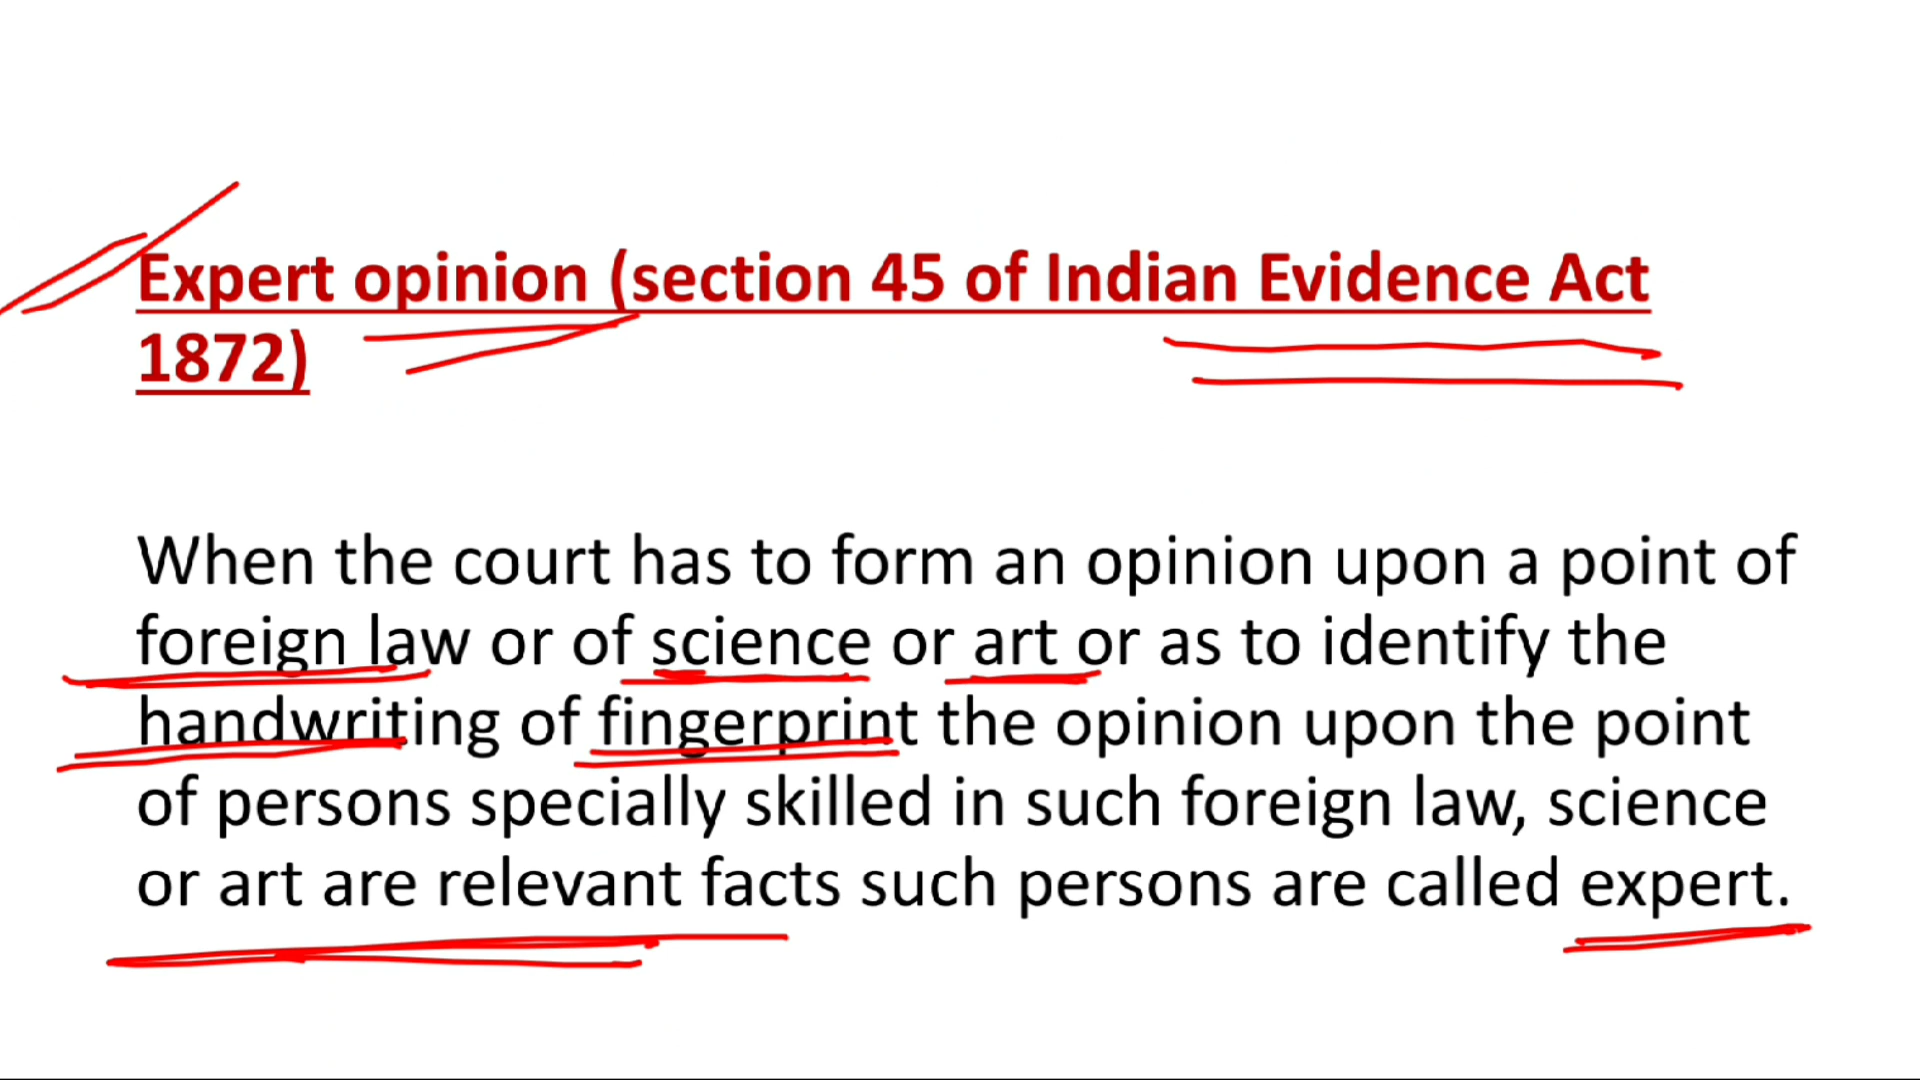 Expert opinion (section 45 of Indian Evidence Act
1872)
When the court has to form an opinion upon a point of
foreign law or of science or art or as to identify the
handwriting of fingerprint the opinion upon the point
of persons specially skilled in such foreign law, science
or art are relevant facts such persons are called expert.